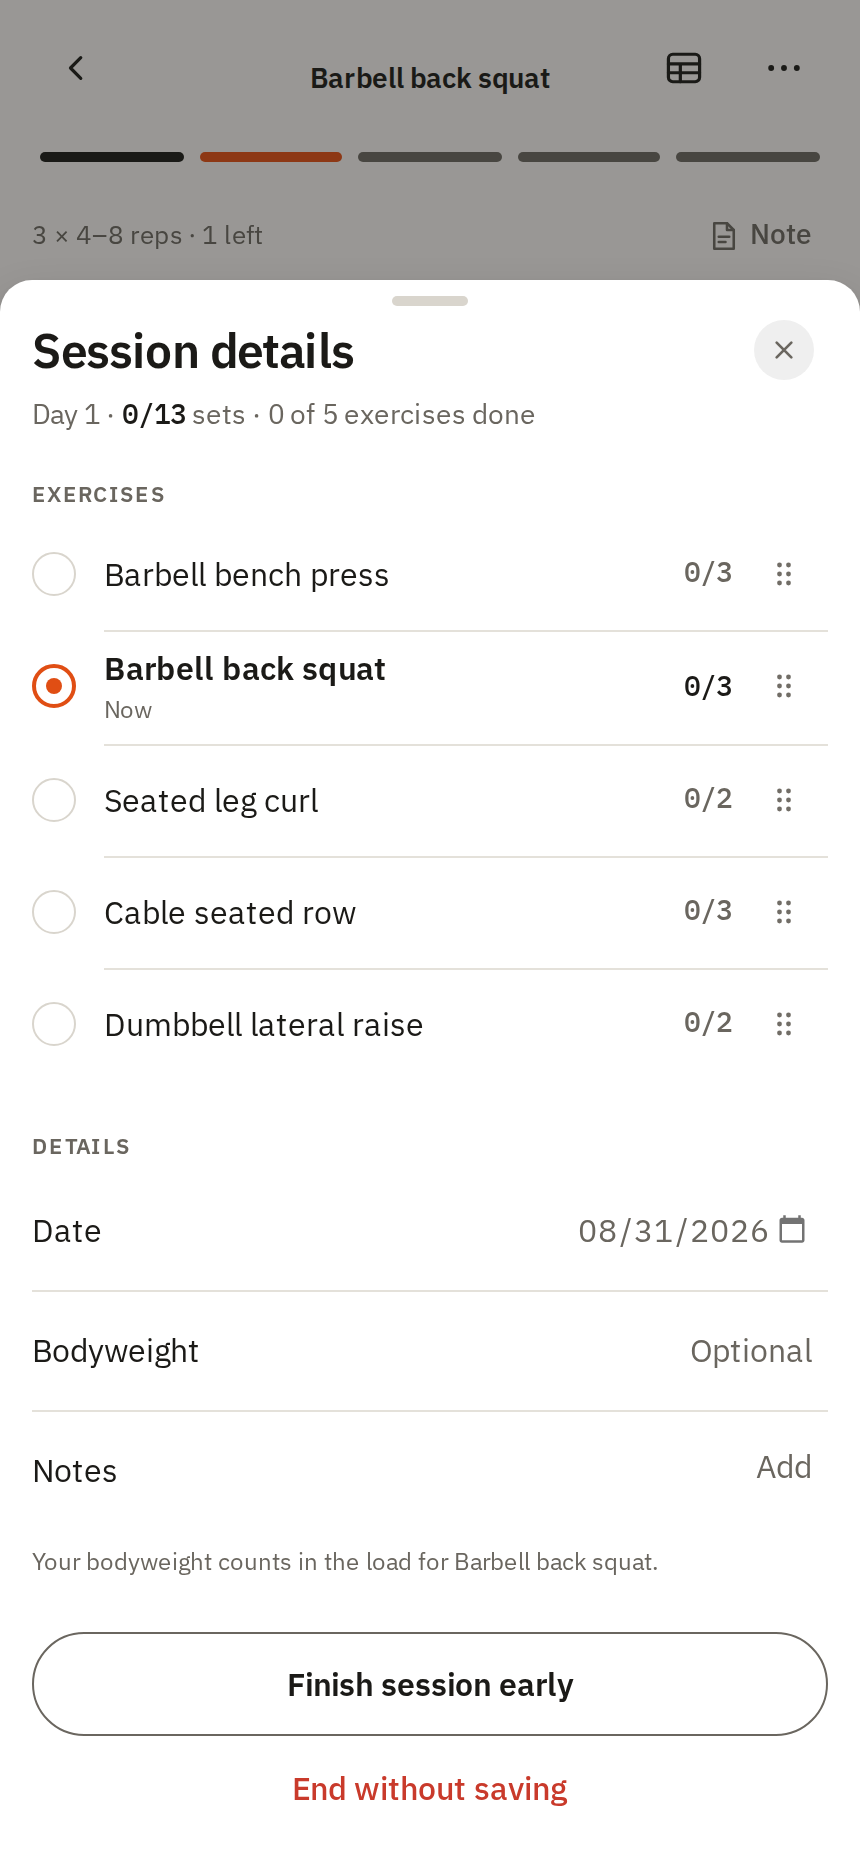 Barbell back squat
3 × 4–8 reps · 1 left
Note
Session details
Day 1 · 0/13 sets · 0 of 5 exercises done
EXERCISES
Barbell bench press 0/3
Barbell back squat 0/3
Now
Seated leg curl 0/2
Cable seated row 0/3
Dumbbell lateral raise 0/2
DETAILS
Date 08/31/2026
Bodyweight Optional
Notes Add
Your bodyweight counts in the load for Barbell back squat.
Finish session early
End without saving